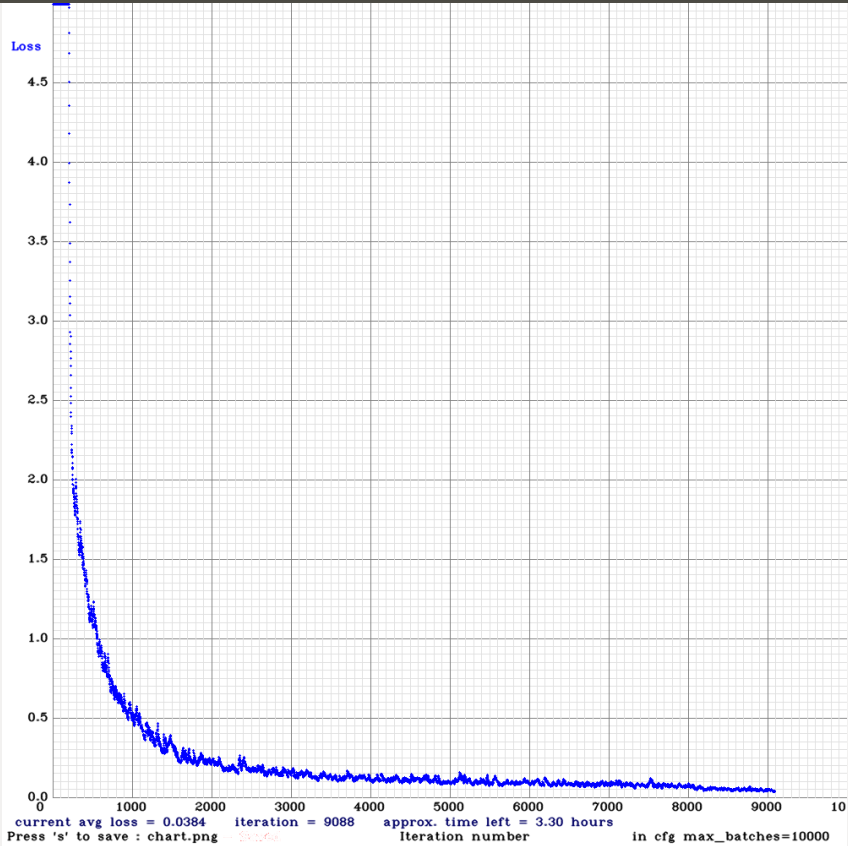 Loss
4.5
4.0
3.5
3.0
2.5
2.0
1.5
1.0
0.5
0.0
0 1000 2000 3000 4000 5000 6000 7000 8000 9000 10
current avg loss = 0.0384 iteration = 9088 approx. time left = 3.30 hours
Press 's' to save : chart.png Iteration number in cfg max_batches=10000